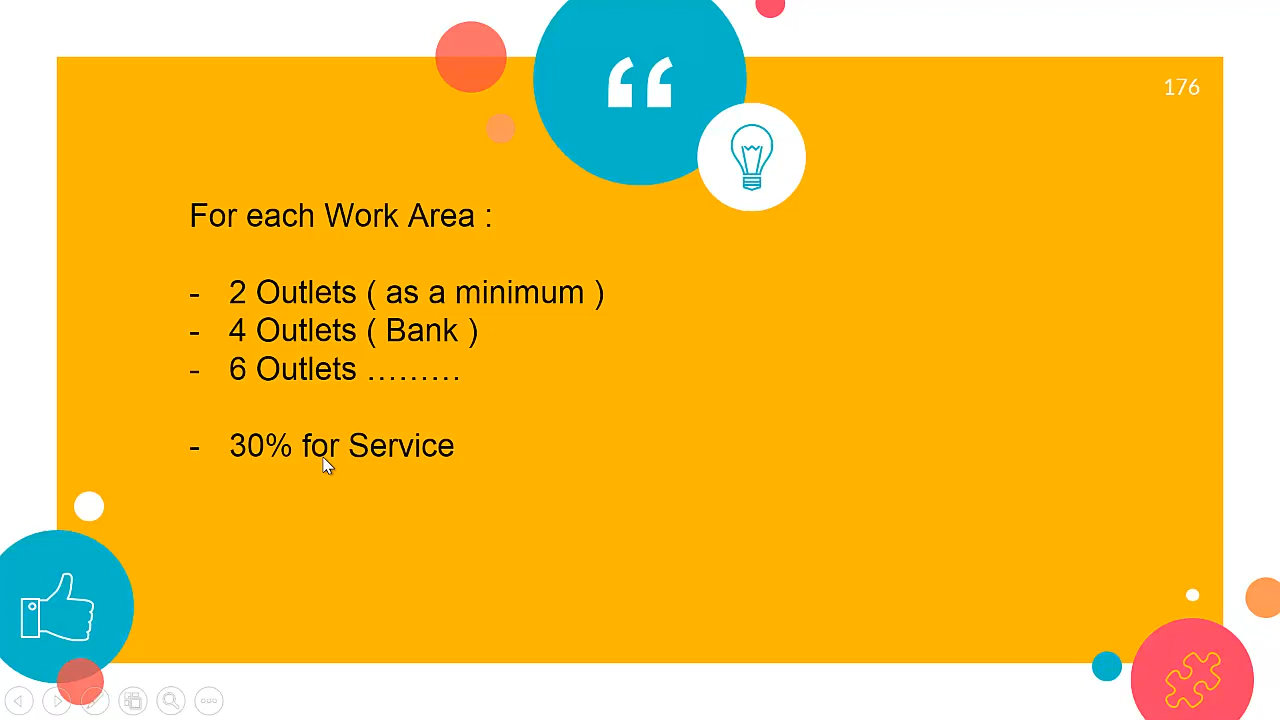 176
For each Work Area :
- 2 Outlets ( as a minimum )
- 4 Outlets ( Bank )
- 6 Outlets .........
- 30% for Service